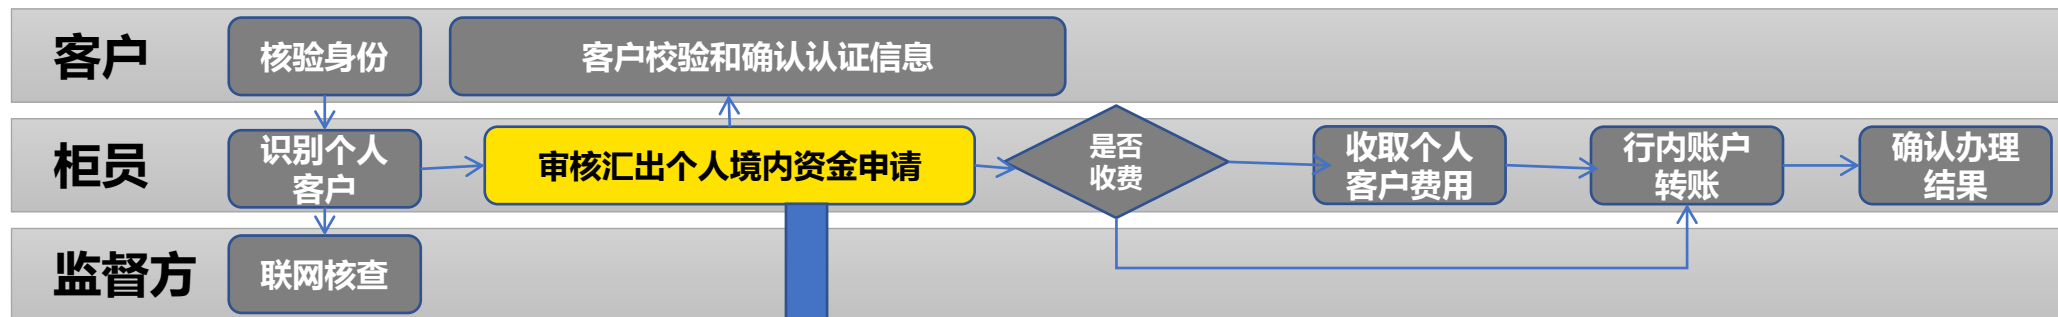 客户
核验身份
客户校验和确认认证信息
柜员
识别个人
客户
审核汇出个人境内资金申请
是否
收费
收取个人
客户费用
行内账户
转账
确认办理
结果
监督方
联网核查